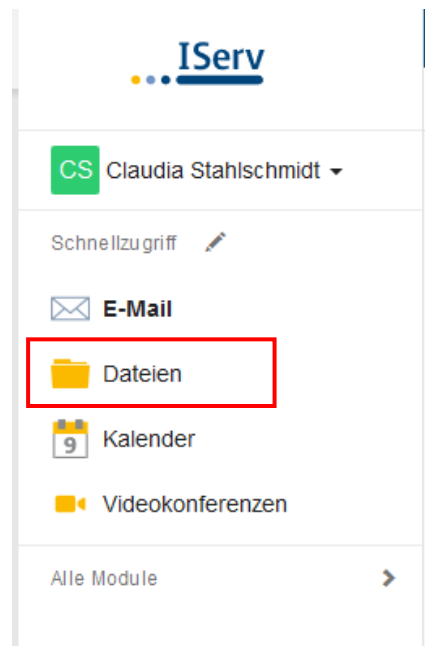 IServ
CS Claudia Stahlschmidt
Schnellzugriff
E-Mail
Dateien
9 Kalender
Videokonferenzen
Alle Module